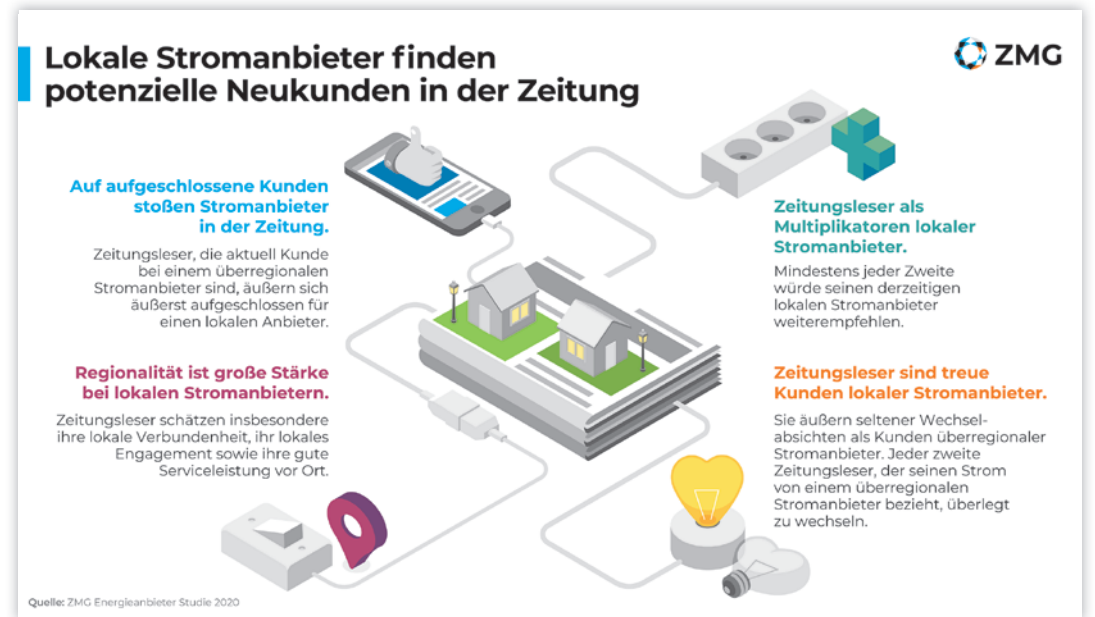 Lokale Stromanbieter finden
potenzielle Neukunden in der Zeitung
ZMG
Auf aufgeschlossene Kunden
stoßen Stromanbieter
in der Zeitung.
Zeitungsleser, die aktuell Kunde
bei einem überregionalen
Stromanbieter sind, äußern sich
äußerst aufgeschlossen für
einen lokalen Anbieter.
Zeitungsleser als
Multiplikatoren lokaler
Stromanbieter.
Mindestens jeder Zweite
würde seinen derzeitigen
lokalen Stromanbieter
weiterempfehlen.
Regionalität ist große Stärke
bei lokalen Stromanbietern.
Zeitungsleser schätzen insbesondere
ihre lokale Verbundenheit, ihr lokales
Engagement sowie ihre gute
Serviceleistung vor Ort.
Zeitungsleser sind treue
Kunden lokaler Stromanbieter.
Sie äußern seltener Wechsel-
absichten als Kunden überregionaler
Stromanbieter. Jeder zweite
Zeitungsleser, der seinen Strom
von einem überregionalen
Stromanbieter bezieht, überlegt
zu wechseln.
Quelle: ZMG Energieanbieter Studie 2020